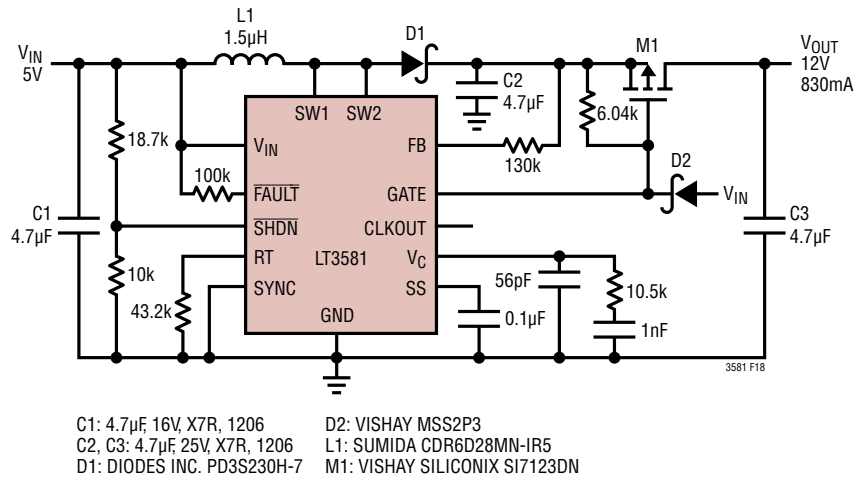 L1
1.5µH
D1
M1
VIN
5V
VOUT
12V
830mA
C2
4.7µF
6.04k
SW1 SW2
18.7k
VIN
FB
130k
D2
100k
FAULT
GATE
VIN
C1
4.7µF
SHDN
CLKOUT
C3
4.7µF
RT
LT3581
VC
10k
SYNC
SS
56pF
10.5k
43.2k
GND
0.1µF
1nF
3581 F18
C1: 4.7µF, 16V, X7R, 1206
C2, C3: 4.7µF, 25V, X7R, 1206
D1: DIODES INC. PD3S230H-7
D2: VISHAY MSS2P3
L1: SUMIDA CDR6D28MN-IR5
M1: VISHAY SILICONIX SI7123DN